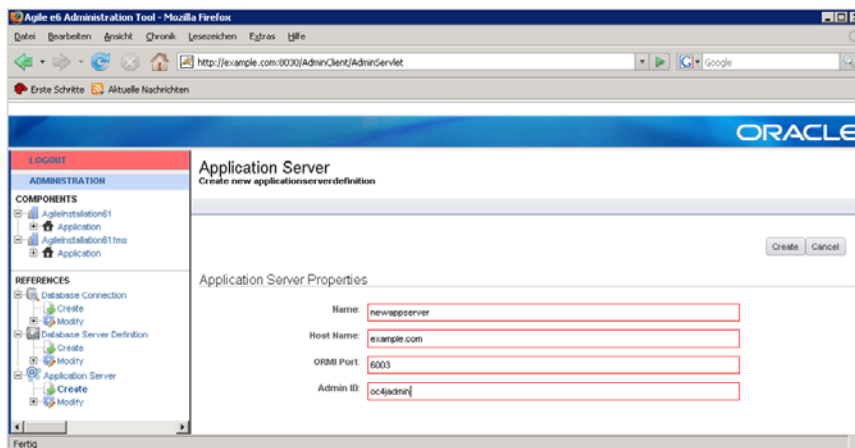 Agile e6 Administration Tool - Mozilla Firefox
Datei Bearbeiten Ansicht Chronik Lesezeichen Extras Hilfe
http://example.com:8030/AdminClient/AdminServlet
Google
Erste Schritte Aktuelle Nachrichten
ORACLE
LOGOUT
ADMINISTRATION
COMPONENTS
AgileInstallation61
Application
AgileInstallation61fms
Application
REFERENCES
Database Connection
Create
Modify
Database Server Definition
Create
Modify
Application Server
Create
Modify
Application Server
Create new applicationserverdefinition
Create Cancel
Application Server Properties
Name: newappserver
Host Name: example.com
ORMI Port: 6003
Admin ID: oc4jadmin
Fertig